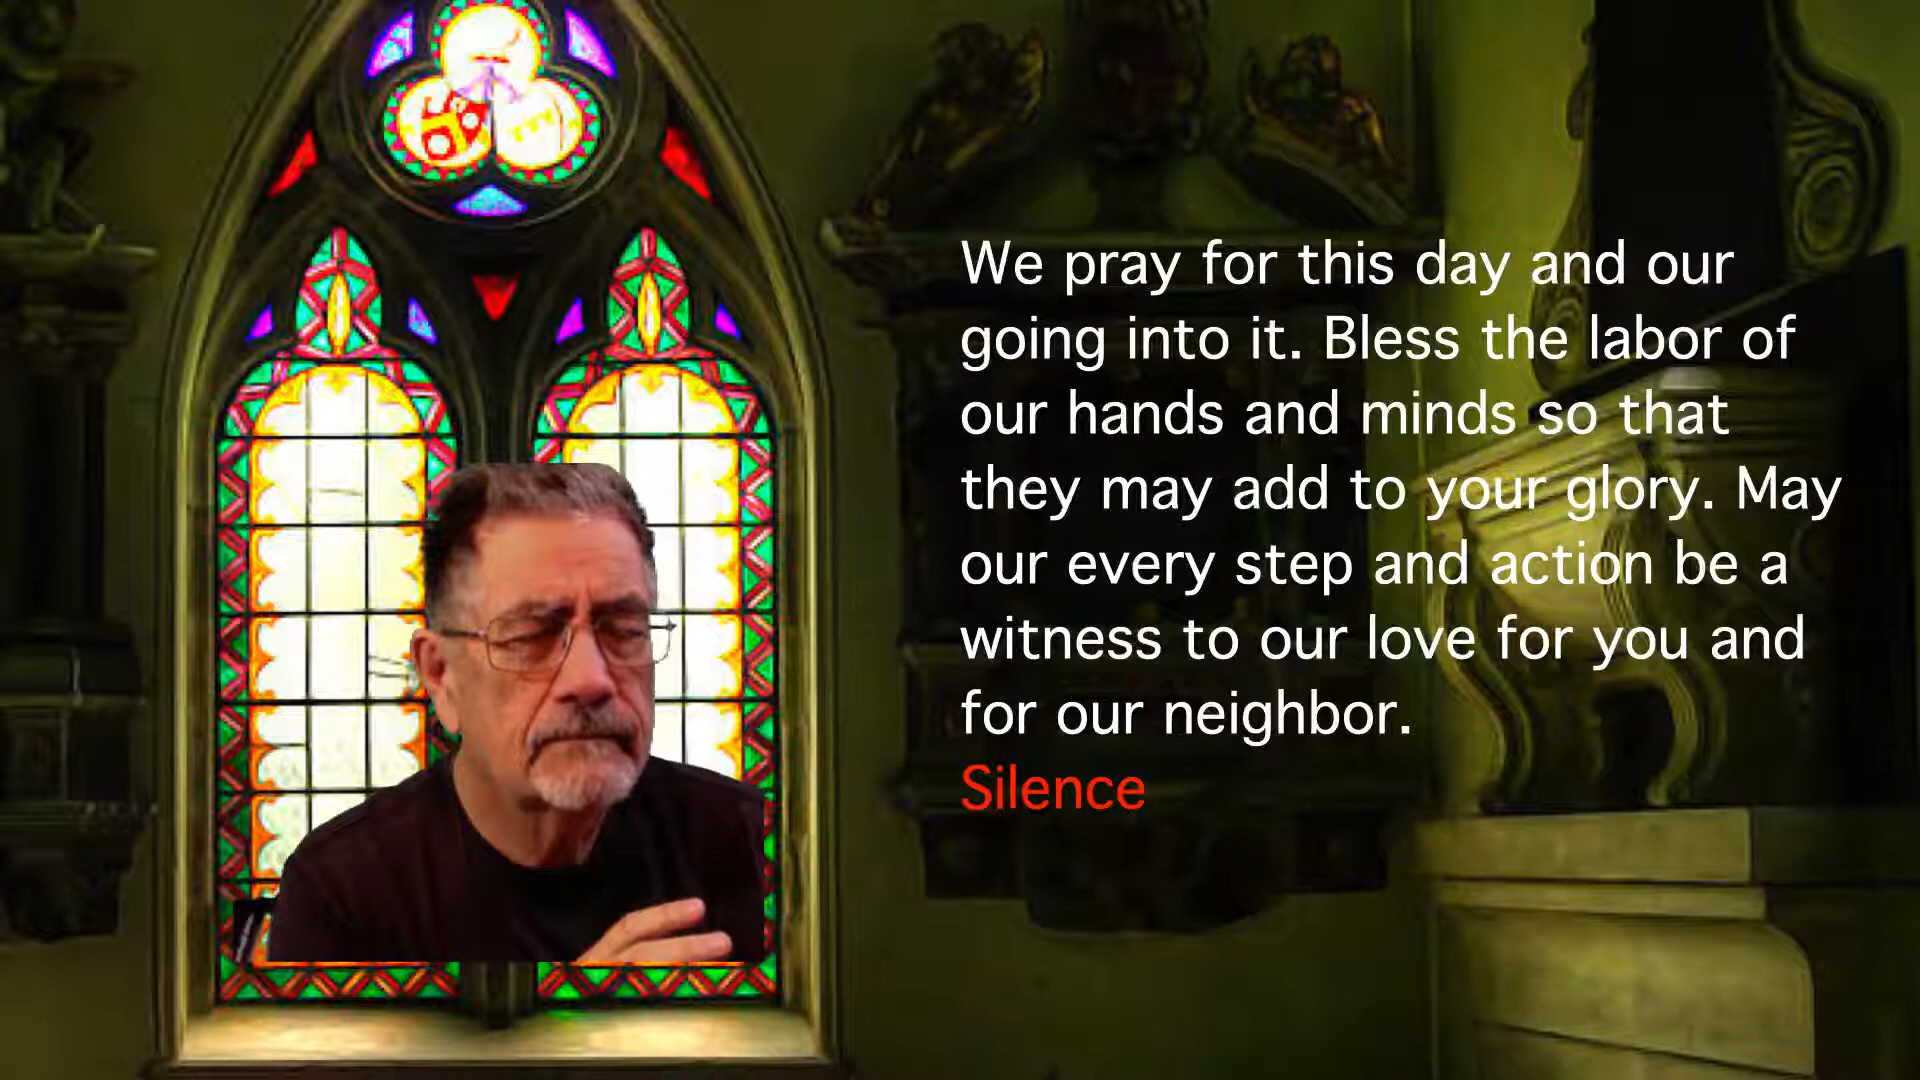 We pray for this day and our
going into it. Bless the labor of
our hands and minds so that
they may add to your glory. May
our every step and action be a
witness to our love for you and
for our neighbor.
Silence